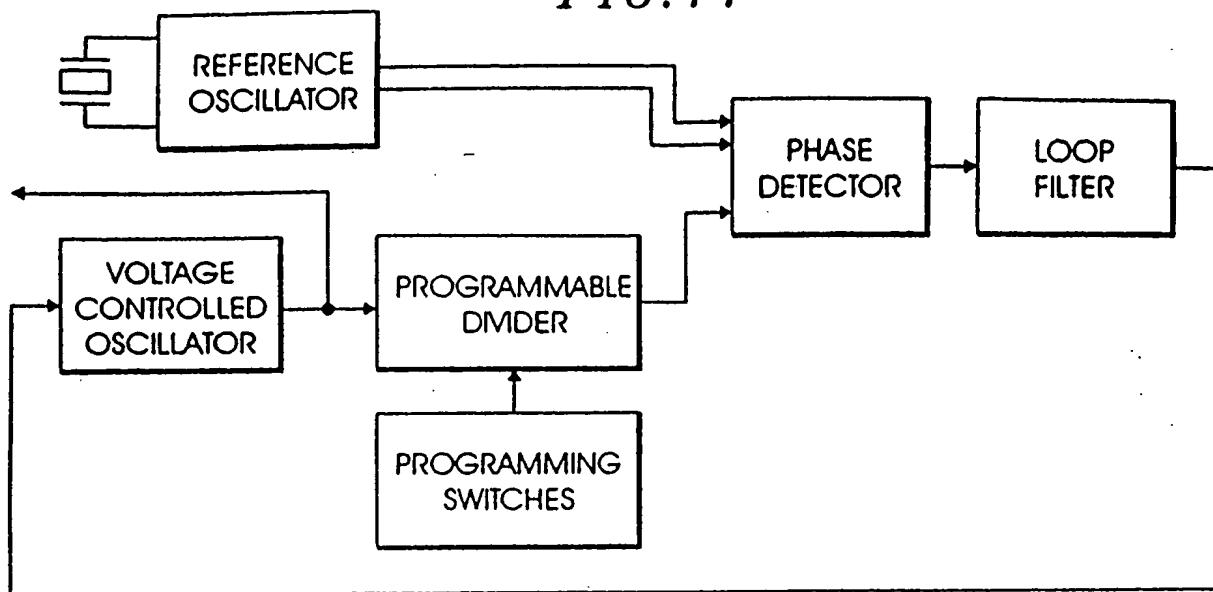 REFERENCE
OSCILLATOR
PHASE
DETECTOR
LOOP
FILTER
VOLTAGE
CONTROLLED
OSCILLATOR
PROGRAMMABLE
DIVIDER
PROGRAMMING
SWITCHES